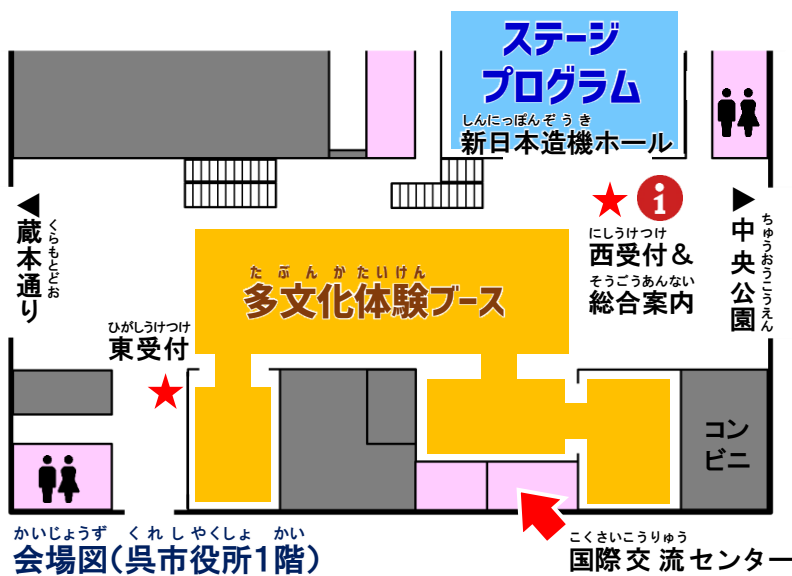 ステージ
プログラム
しんにっぽんぞうき
新日本造機ホール
i
◀
くらもとどお
蔵本通り
▶
ちゅうおうこうえん
中央公園
にしうけつけ
西受付&
そうごうあんない
総合案内
たぶんかたいけん
多文化体験ブース
ひがしうけつけ
東受付
コン
ビニ
かいじょうず くれしやくしょ かい
会場図(呉市役所1階)
こくさいこうりゅう
国際交流センター